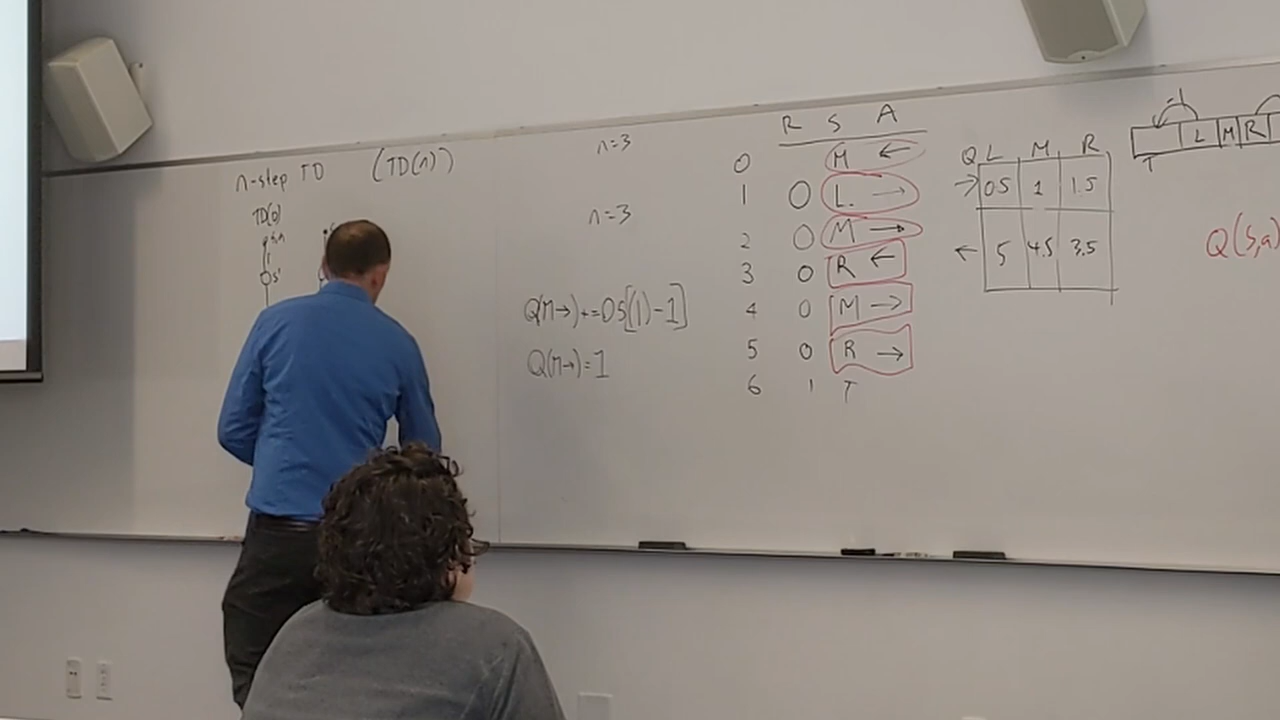 n-step TD (TD(n))
TD(0)
s,a
s'
n=3
n=3
Q(M→)+=0.5[(1)-1]
Q(M→)=1
R S A
0 M ←
1 0 L →
2 0 M →
3 0 R ←
4 0 M →
5 0 R →
6 1 T
Q L M R
→ 0.5 1 1.5
← 5 4.5 3.5
-1
L M R
T
Q(S,a)